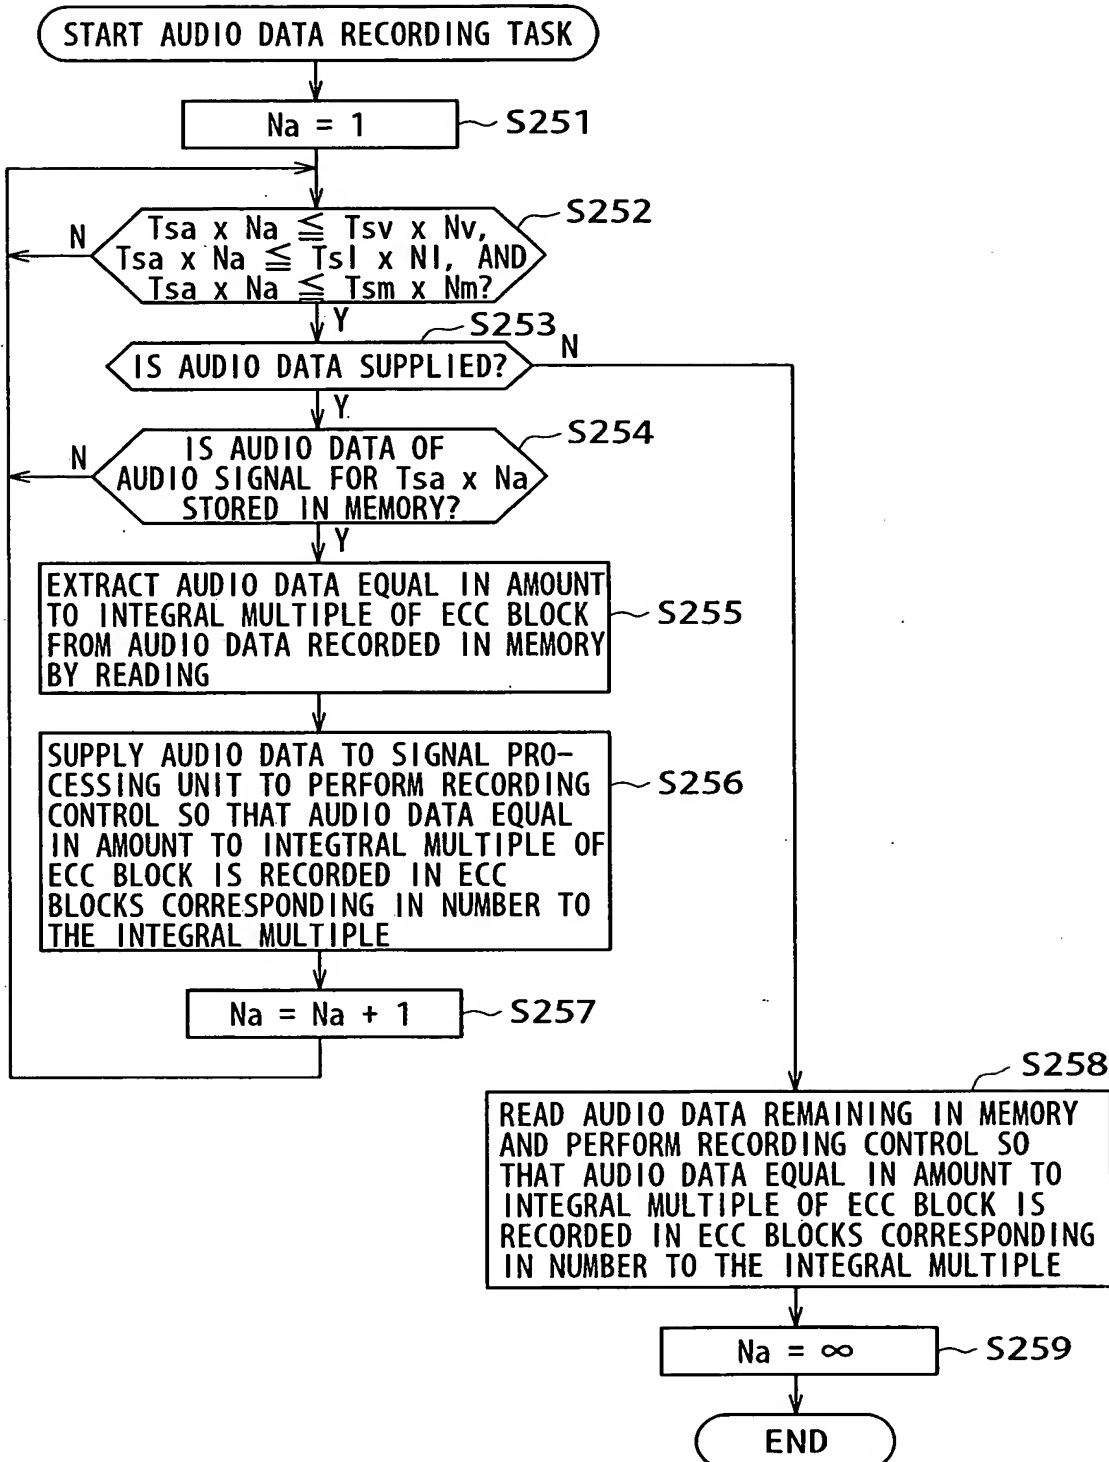 START AUDIO DATA RECORDING TASK
Na = 1
S251
S252
Tsa x Na ≦ Tsv x Nv,
Tsa x Na ≦ Tsl x Nl, AND
Tsa x Na ≦ Tsm x Nm?
N
Y
S253
IS AUDIO DATA SUPPLIED?
N
Y
S254
IS AUDIO DATA OF
AUDIO SIGNAL FOR Tsa x Na
STORED IN MEMORY?
N
Y
EXTRACT AUDIO DATA EQUAL IN AMOUNT
TO INTEGRAL MULTIPLE OF ECC BLOCK
FROM AUDIO DATA RECORDED IN MEMORY
BY READING
S255
SUPPLY AUDIO DATA TO SIGNAL PRO-
CESSING UNIT TO PERFORM RECORDING
CONTROL SO THAT AUDIO DATA EQUAL
IN AMOUNT TO INTEGTRAL MULTIPLE OF
ECC BLOCK IS RECORDED IN ECC
BLOCKS CORRESPONDING IN NUMBER TO
THE INTEGRAL MULTIPLE
S256
Na = Na + 1
S257
S258
READ AUDIO DATA REMAINING IN MEMORY
AND PERFORM RECORDING CONTROL SO
THAT AUDIO DATA EQUAL IN AMOUNT TO
INTEGRAL MULTIPLE OF ECC BLOCK IS
RECORDED IN ECC BLOCKS CORRESPONDING
IN NUMBER TO THE INTEGRAL MULTIPLE
Na = ∞
S259
END